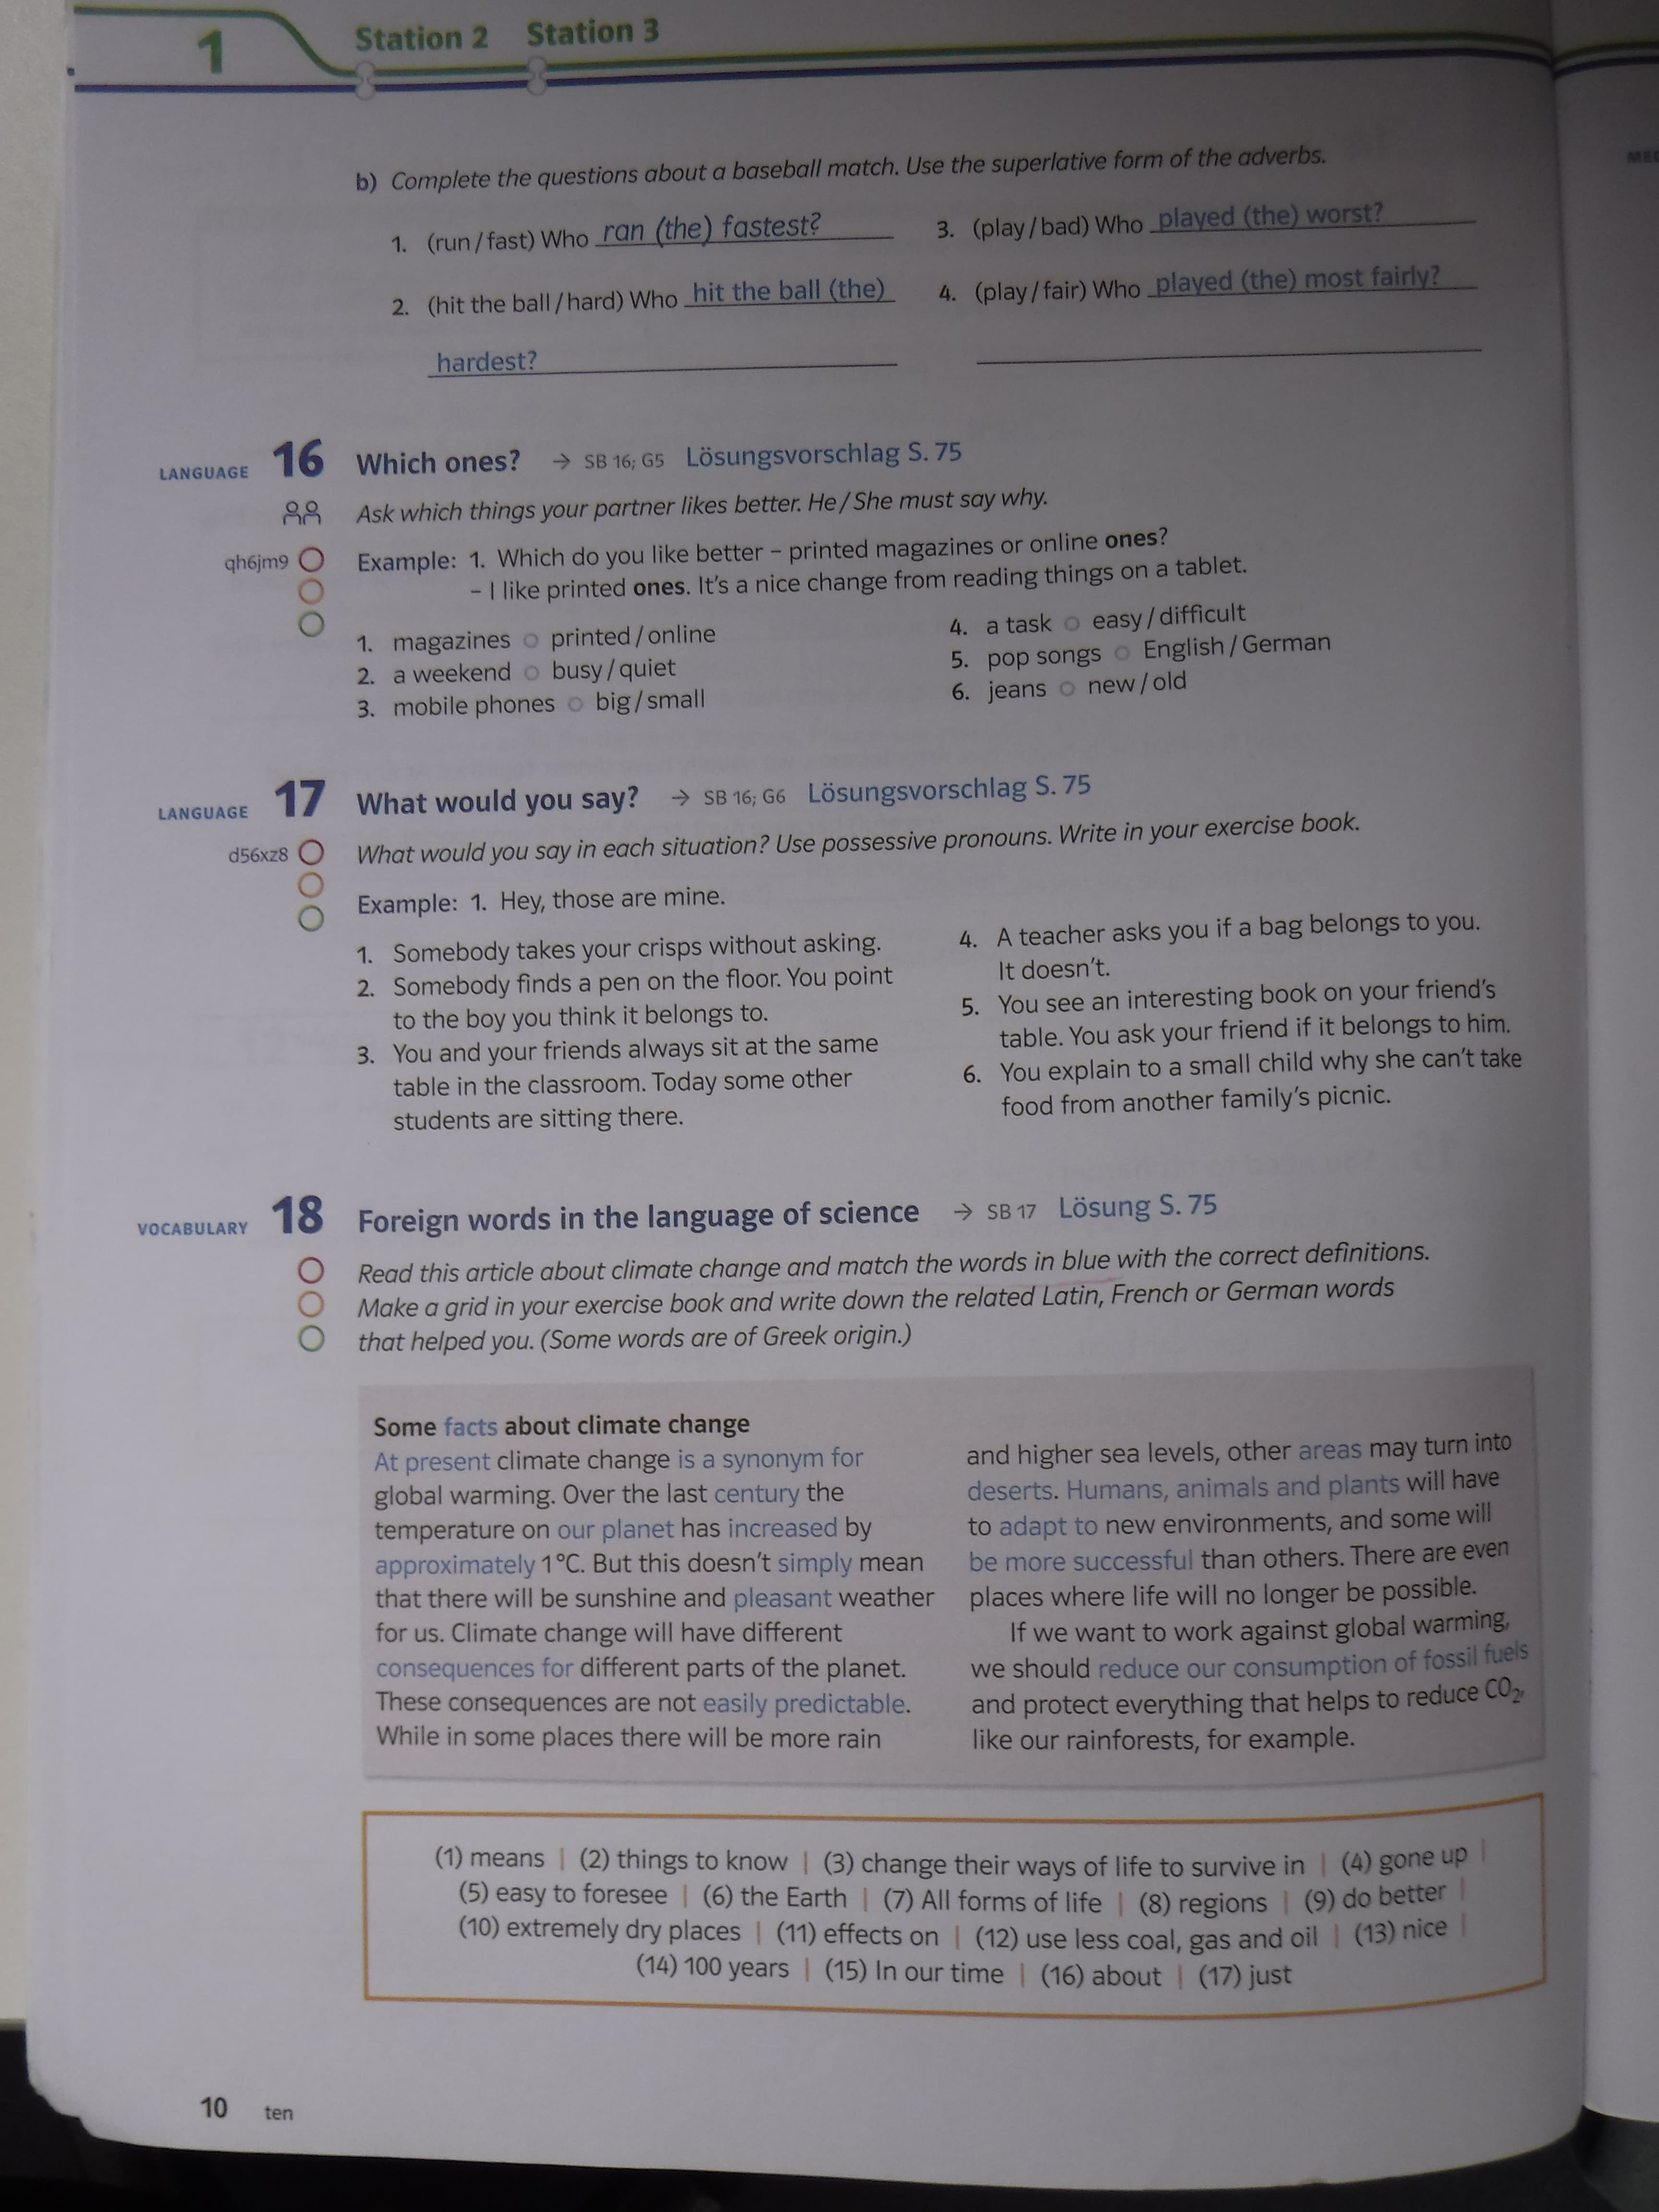 1 Station 2 Station 3
b) Complete the questions about a baseball match. Use the superlative form of the adverbs.
1. (run / fast) Who ran (the) fastest?
2. (hit the ball / hard) Who hit the ball (the)
hardest?
3. (play / bad) Who played (the) worst?
4. (play / fair) Who played (the) most fairly?
LANGUAGE 16 Which ones? → SB 16; G5 Lösungsvorschlag S. 75
Ask which things your partner likes better. He / She must say why.
qh6jm9
Example: 1. Which do you like better – printed magazines or online ones?
– I like printed ones. It's a nice change from reading things on a tablet.
1. magazines o printed / online
2. a weekend o busy / quiet
3. mobile phones o big / small
4. a task o easy / difficult
5. pop songs o English / German
6. jeans o new / old
LANGUAGE 17 What would you say? → SB 16; G6 Lösungsvorschlag S. 75
d56xz8
What would you say in each situation? Use possessive pronouns. Write in your exercise book.
Example: 1. Hey, those are mine.
1. Somebody takes your crisps without asking.
2. Somebody finds a pen on the floor. You point
to the boy you think it belongs to.
3. You and your friends always sit at the same
table in the classroom. Today some other
students are sitting there.
4. A teacher asks you if a bag belongs to you.
It doesn't.
5. You see an interesting book on your friend's
table. You ask your friend if it belongs to him.
6. You explain to a small child why she can't take
food from another family's picnic.
VOCABULARY 18 Foreign words in the language of science → SB 17 Lösung S. 75
Read this article about climate change and match the words in blue with the correct definitions.
Make a grid in your exercise book and write down the related Latin, French or German words
that helped you. (Some words are of Greek origin.)
Some facts about climate change
At present climate change is a synonym for
global warming. Over the last century the
temperature on our planet has increased by
approximately 1°C. But this doesn't simply mean
that there will be sunshine and pleasant weather
for us. Climate change will have different
consequences for different parts of the planet.
These consequences are not easily predictable.
While in some places there will be more rain
and higher sea levels, other areas may turn into
deserts. Humans, animals and plants will have
to adapt to new environments, and some will
be more successful than others. There are even
places where life will no longer be possible.
If we want to work against global warming,
we should reduce our consumption of fossil fuels
and protect everything that helps to reduce CO₂,
like our rainforests, for example.
(1) means | (2) things to know | (3) change their ways of life to survive in | (4) gone up |
(5) easy to foresee | (6) the Earth | (7) All forms of life | (8) regions | (9) do better |
(10) extremely dry places | (11) effects on | (12) use less coal, gas and oil | (13) nice |
(14) 100 years | (15) In our time | (16) about | (17) just
10 ten